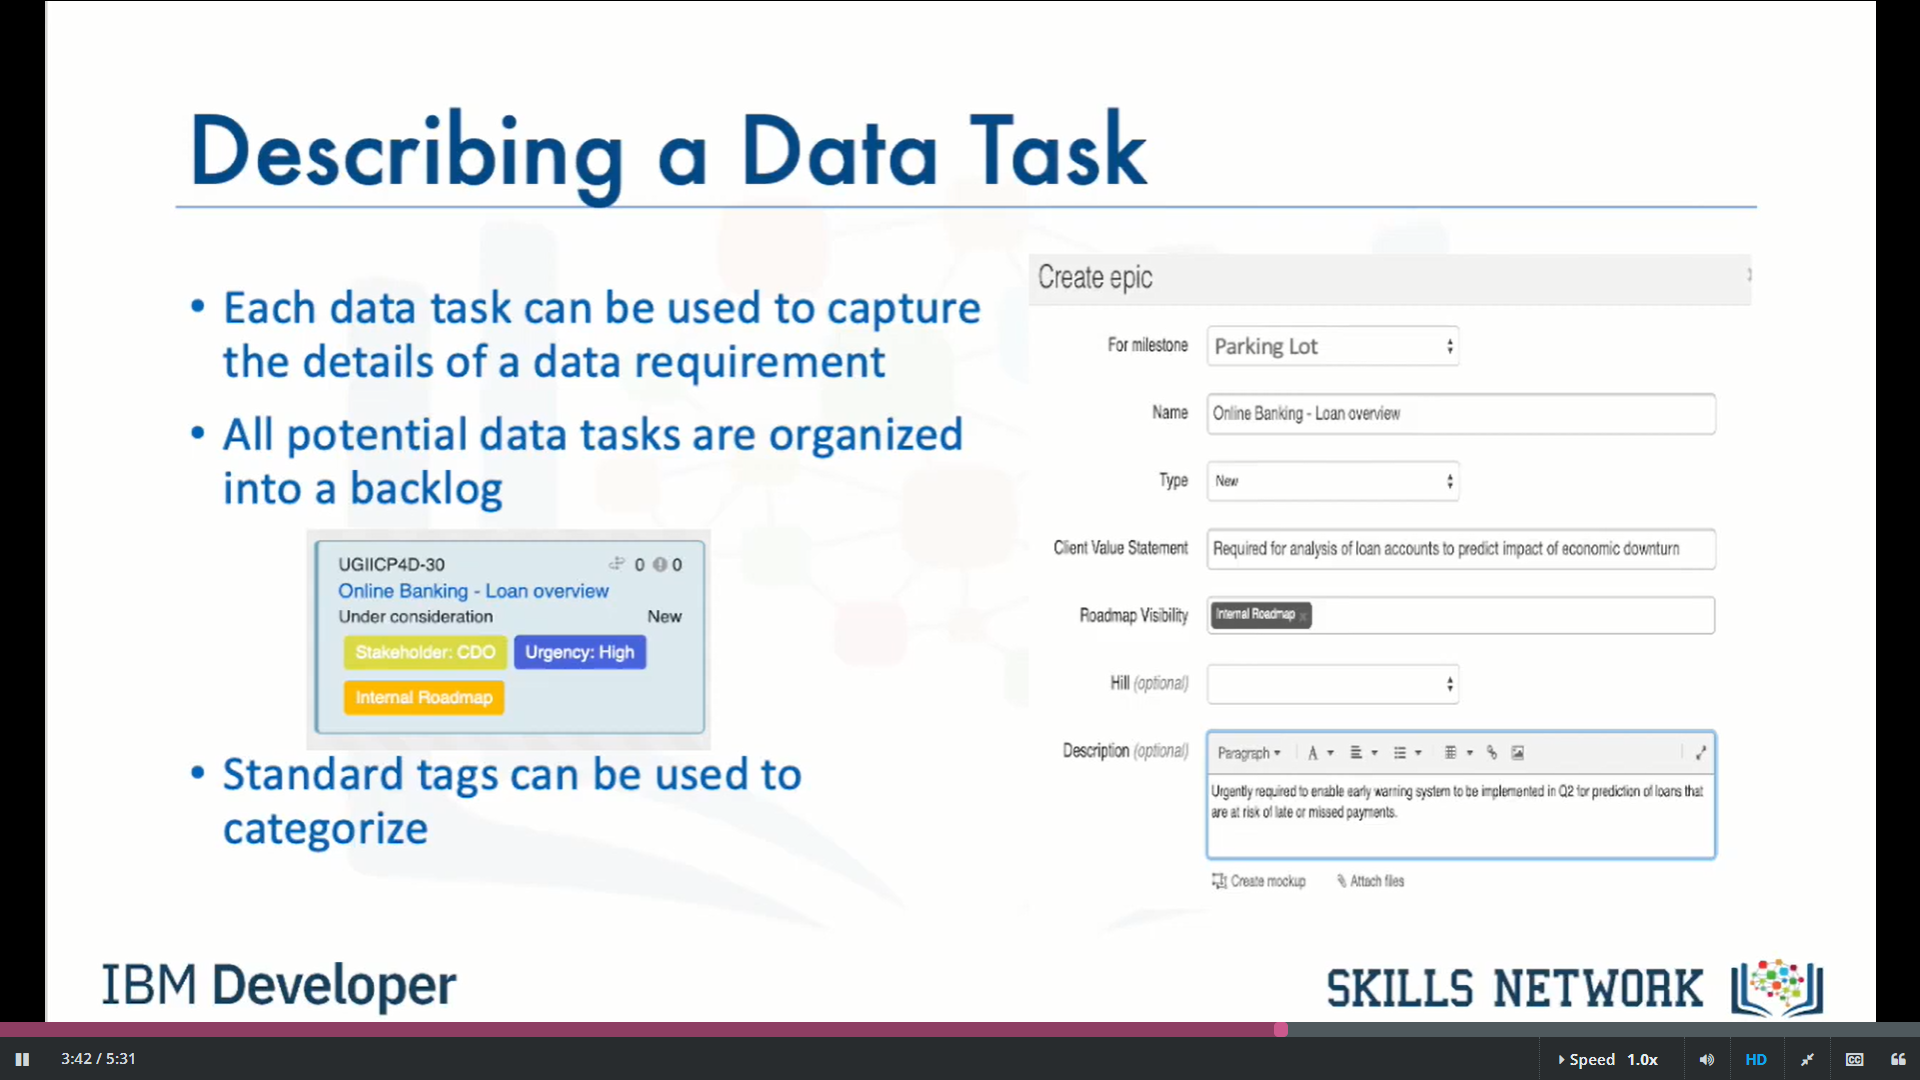 Describing a Data Task
• Each data task can be used to capture
the details of a data requirement
• All potential data tasks are organized
into a backlog
UGIICP4D-30 0 0
Online Banking - Loan overview
Under consideration New
Stakeholder: CDO Urgency: High
Internal Roadmap
• Standard tags can be used to
categorize
Create epic
For milestone Parking Lot
Name Online Banking - Loan overview
Type New
Client Value Statement Required for analysis of loan accounts to predict impact of economic downturn
Roadmap Visibility Internal Roadmap x
Hill (optional)
Description (optional) Paragraph A
Urgently required to enable early warning system to be implemented in Q2 for prediction of loans that
are at risk of late or missed payments.
Create mockup Attach files
IBM Developer
SKILLS NETWORK
3:42 / 5:31
Speed 1.0x HD CC